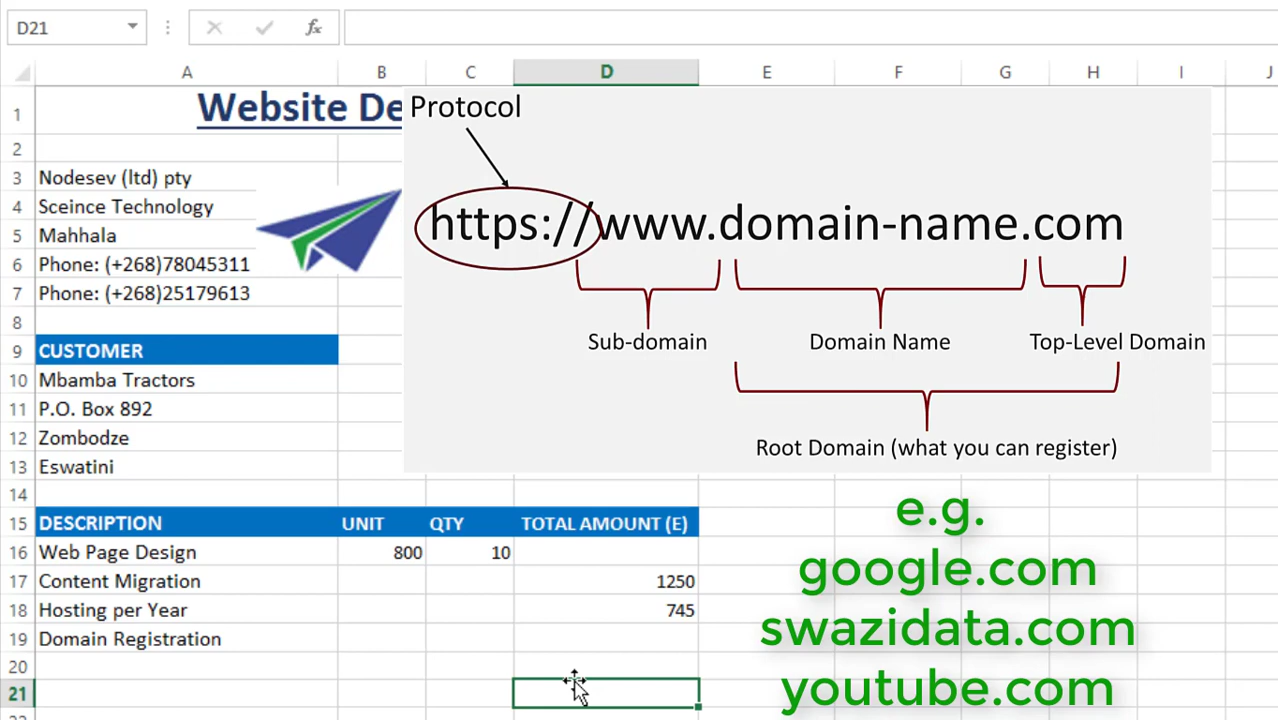 D21
fx
A B C D E F G H I J
1 Website De
2
3 Nodesev (ltd) pty
4 Sceince Technology
5 Mahhala
6 Phone: (+268)78045311
7 Phone: (+268)25179613
8
9 CUSTOMER
10 Mbamba Tractors
11 P.O. Box 892
12 Zombodze
13 Eswatini
14
15 DESCRIPTION UNIT QTY TOTAL AMOUNT (E)
16 Web Page Design 800 10
17 Content Migration 1250
18 Hosting per Year 745
19 Domain Registration
20
21
Protocol
https://www.domain-name.com
Sub-domain Domain Name Top-Level Domain
Root Domain (what you can register)
e.g.
google.com
swazidata.com
youtube.com